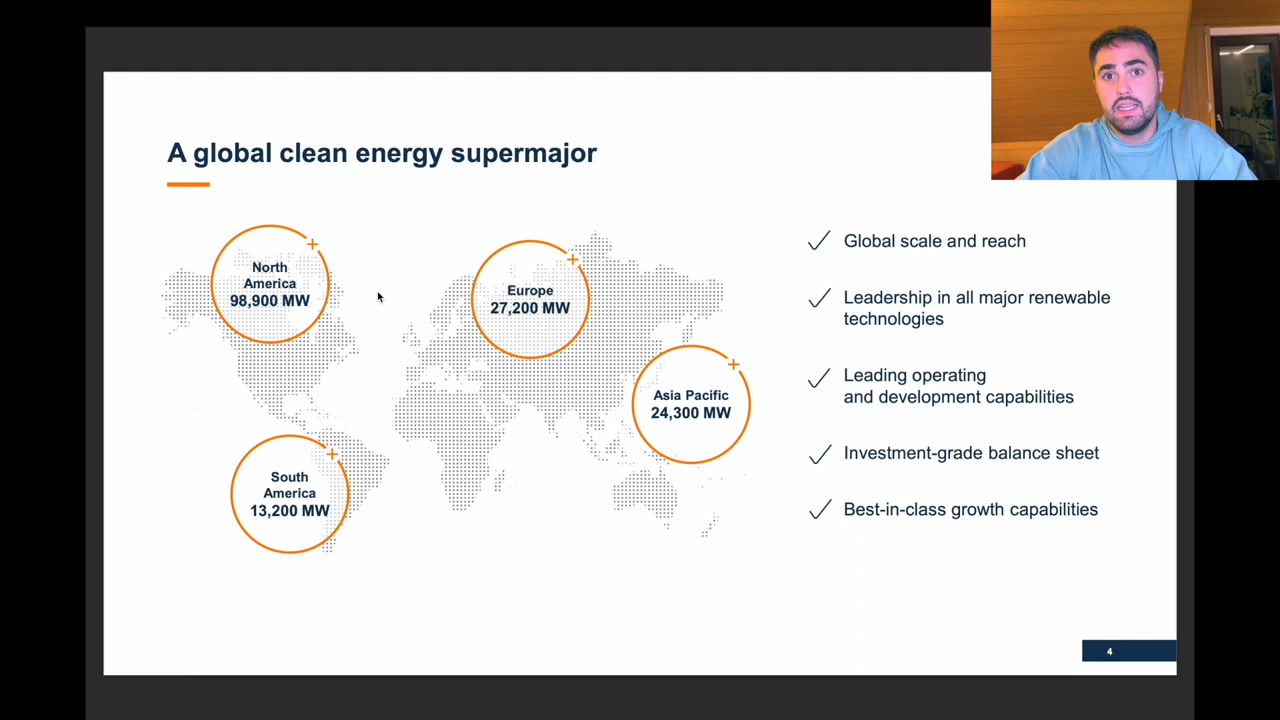 A global clean energy supermajor
North
America
98,900 MW
Europe
27,200 MW
Asia Pacific
24,300 MW
South
America
13,200 MW
Global scale and reach
Leadership in all major renewable
technologies
Leading operating
and development capabilities
Investment-grade balance sheet
Best-in-class growth capabilities
4